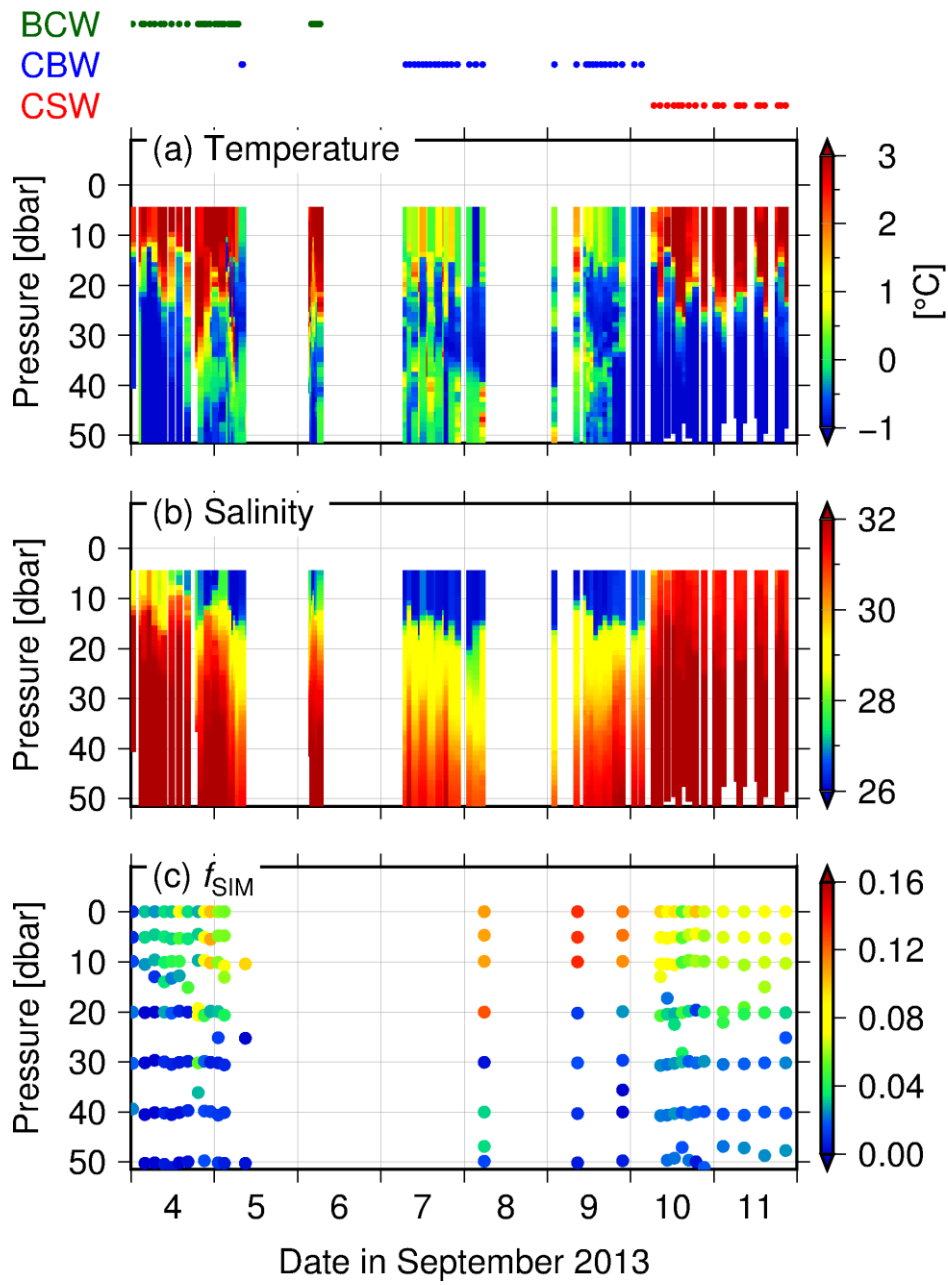 BCW
CBW
CSW
(a) Temperature
Pressure [dbar]
0
10
20
30
40
50
3
2
1
0
−1
[°C]
(b) Salinity
Pressure [dbar]
0
10
20
30
40
50
32
30
28
26
(c) fSIM
Pressure [dbar]
0
10
20
30
40
50
0.16
0.12
0.08
0.04
0.00
4 5 6 7 8 9 10 11
Date in September 2013